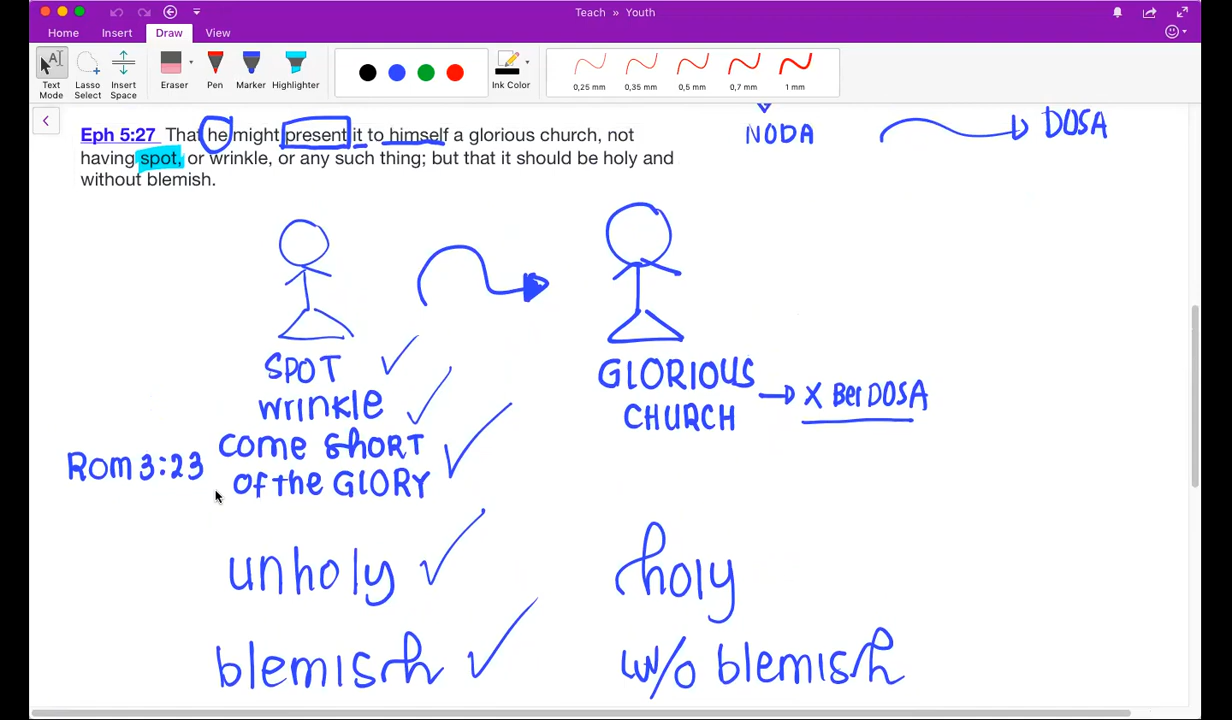 Teach » Youth
Home Insert Draw View
Text Mode
Lasso Select
Insert Space
Eraser
Pen
Marker
Highlighter
Ink Color
0,25 mm
0,35 mm
0,5 mm
0,7 mm
1 mm
Eph 5:27 That he might present it to himself a glorious church, not
having spot, or wrinkle, or any such thing; but that it should be holy and
without blemish.
NODA
DOSA
SPOT
wrinkle
Come short
of the GLORY
Rom 3:23
unholy
blemish
GLORIOUS
CHURCH
X Ber DOSA
holy
w/o blemish